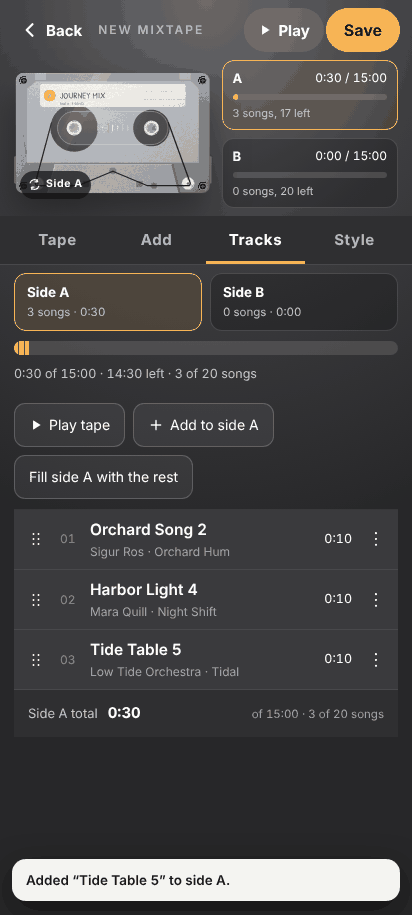 Back NEW MIXTAPE Play Save
JOURNEY MIX
Side A
A 0:30 / 15:00
3 songs, 17 left
B 0:00 / 15:00
0 songs, 20 left
Tape Add Tracks Style
Side A
3 songs · 0:30
Side B
0 songs · 0:00
0:30 of 15:00 · 14:30 left · 3 of 20 songs
Play tape
Add to side A
Fill side A with the rest
01 Orchard Song 2 0:10
Sigur Ros · Orchard Hum
02 Harbor Light 4 0:10
Mara Quill · Night Shift
03 Tide Table 5 0:10
Low Tide Orchestra · Tidal
Side A total 0:30 of 15:00 · 3 of 20 songs
Added “Tide Table 5” to side A.